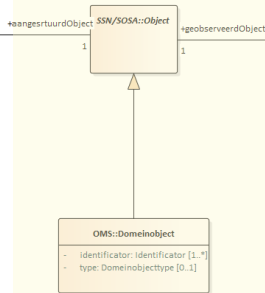 SSN/SOSA::Object
+aangesrtuurdObject
+geobserveerdObject
1
1
OMS::Domeinobject
- identificator: Identificator [1..*]
- type: Domeinobjecttype [0..1]